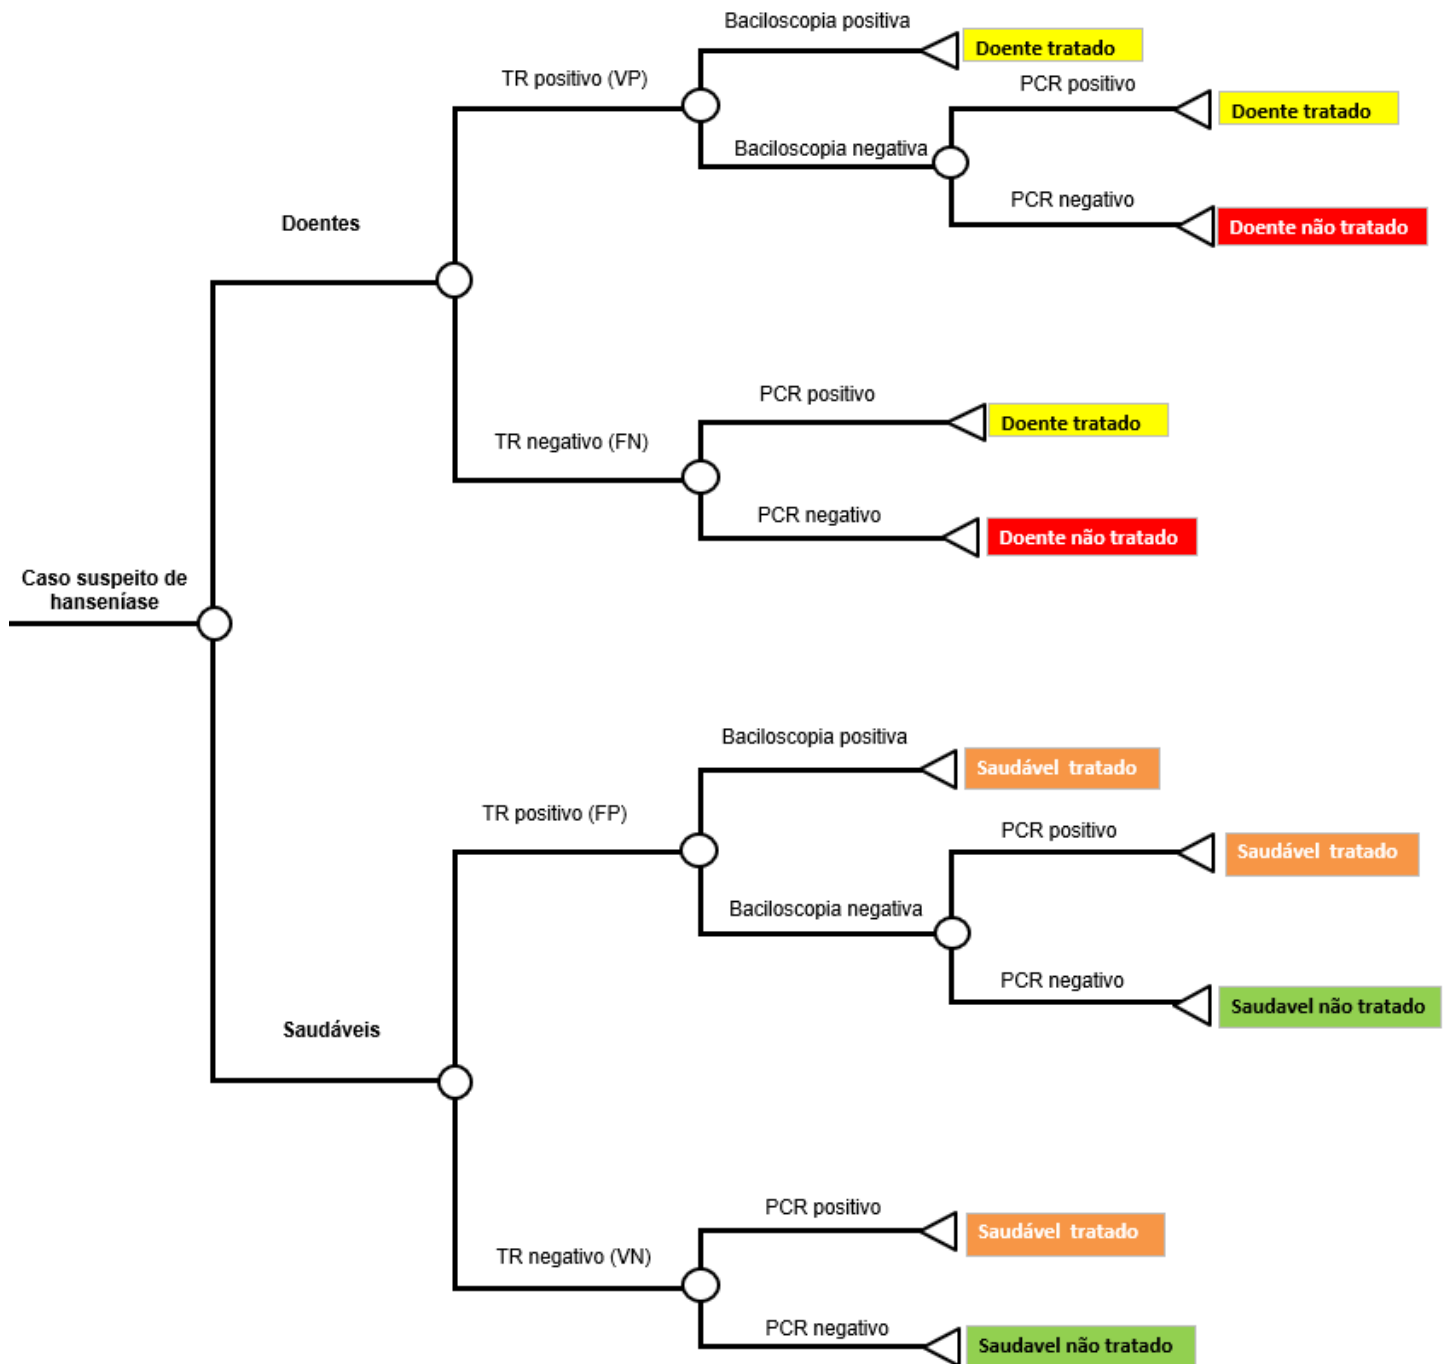 Baciloscopia positiva
Doente tratado
TR positivo (VP)
PCR positivo
Doente tratado
Baciloscopia negativa
PCR negativo
Doente não tratado
Doentes
PCR positivo
Doente tratado
TR negativo (FN)
PCR negativo
Doente não tratado
Caso suspeito de
hanseníase
Baciloscopia positiva
Saudável tratado
TR positivo (FP)
PCR positivo
Saudável tratado
Baciloscopia negativa
PCR negativo
Saudavel não tratado
Saudáveis
PCR positivo
Saudável tratado
TR negativo (VN)
PCR negativo
Saudavel não tratado